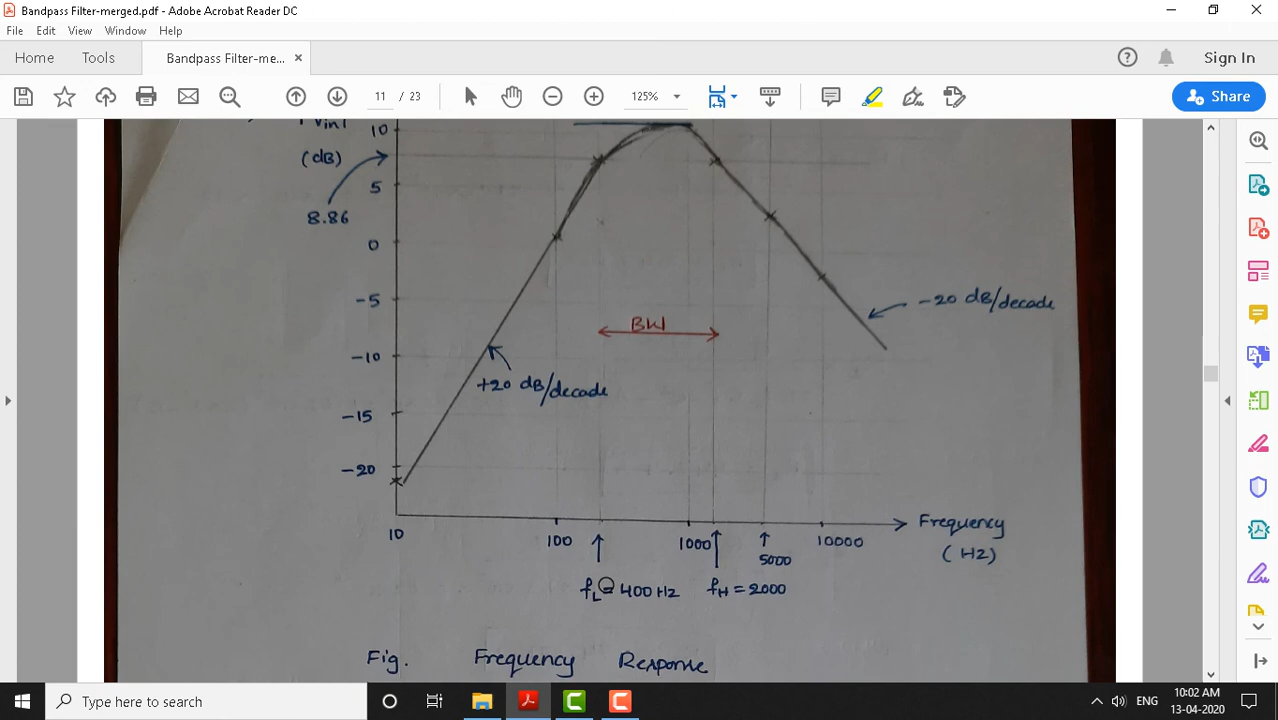 Bandpass Filter-merged.pdf - Adobe Acrobat Reader DC
File Edit View Window Help
Home Tools Bandpass Filter-me... × Sign In
11 / 23 125% Share
|Vin| 10
(dB)
5
8.86
0
-5
-20 dB/decade
BW
-10
+20 dB/decade
-15
-20
10 100 1000 5000 10000 Frequency
(HZ)
fL = 400 Hz fH = 2000
Fig. Frequency Response
Type here to search ENG 10:02 AM
13-04-2020